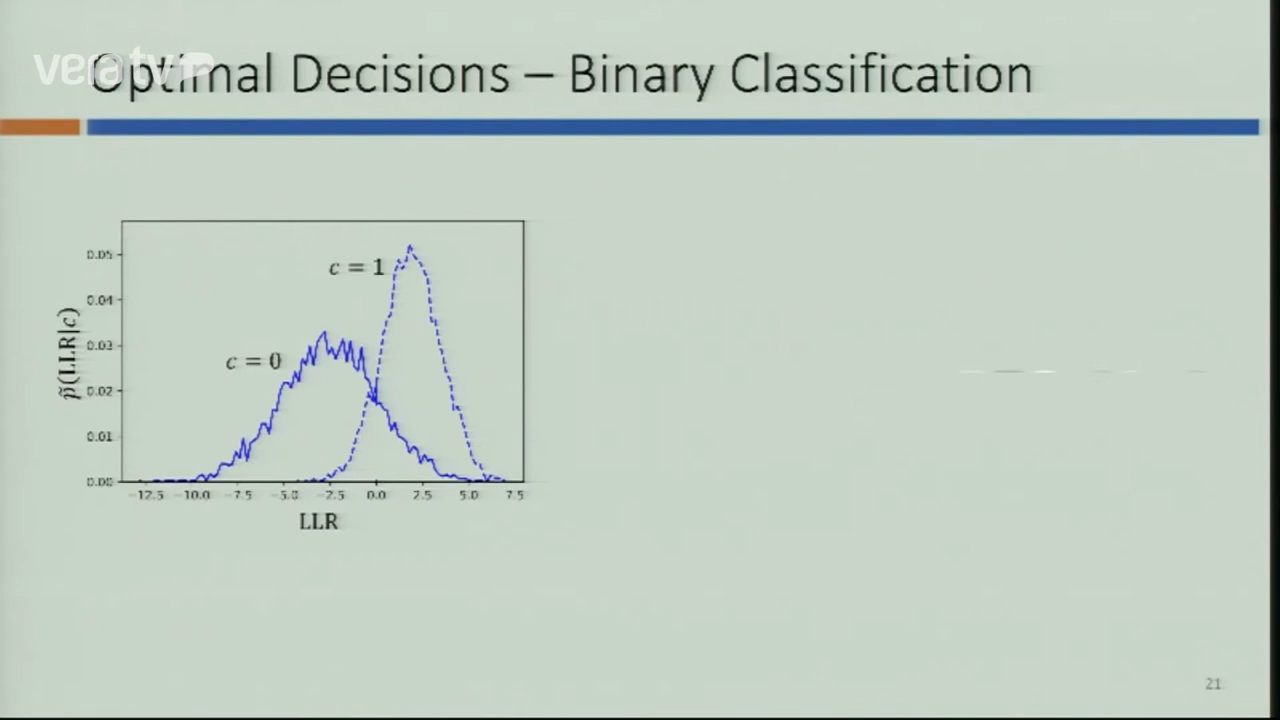 vera tv
Optimal Decisions – Binary Classification
c = 1
c = 0
p̃(LLR|c)
0.05
0.04
0.03
0.02
0.01
0.00
−12.5 −10.0 −7.5 −5.0 −2.5 0.0 2.5 5.0 7.5
LLR
21